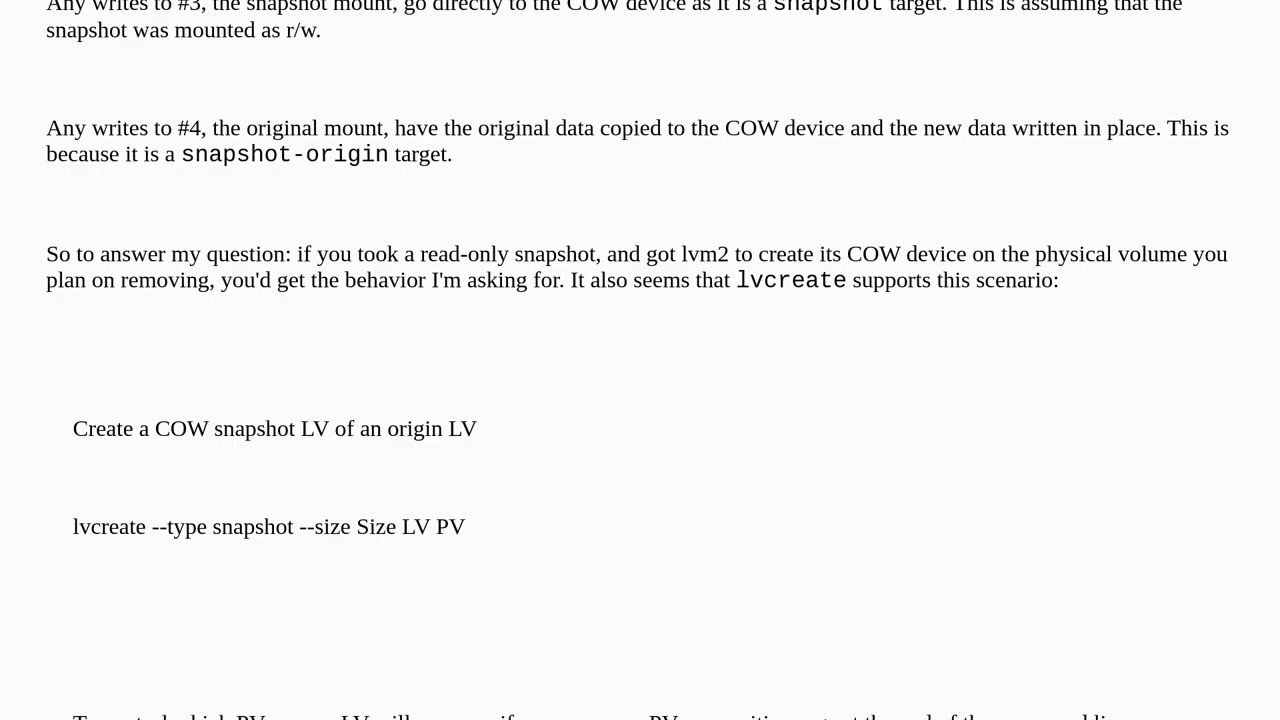 Any writes to #3, the snapshot mount, go directly to the COW device as it is a snapshot target. This is assuming that the
snapshot was mounted as r/w.
Any writes to #4, the original mount, have the original data copied to the COW device and the new data written in place. This is
because it is a snapshot-origin target.
So to answer my question: if you took a read-only snapshot, and got lvm2 to create its COW device on the physical volume you
plan on removing, you'd get the behavior I'm asking for. It also seems that lvcreate supports this scenario:
Create a COW snapshot LV of an origin LV
lvcreate --type snapshot --size Size LV PV